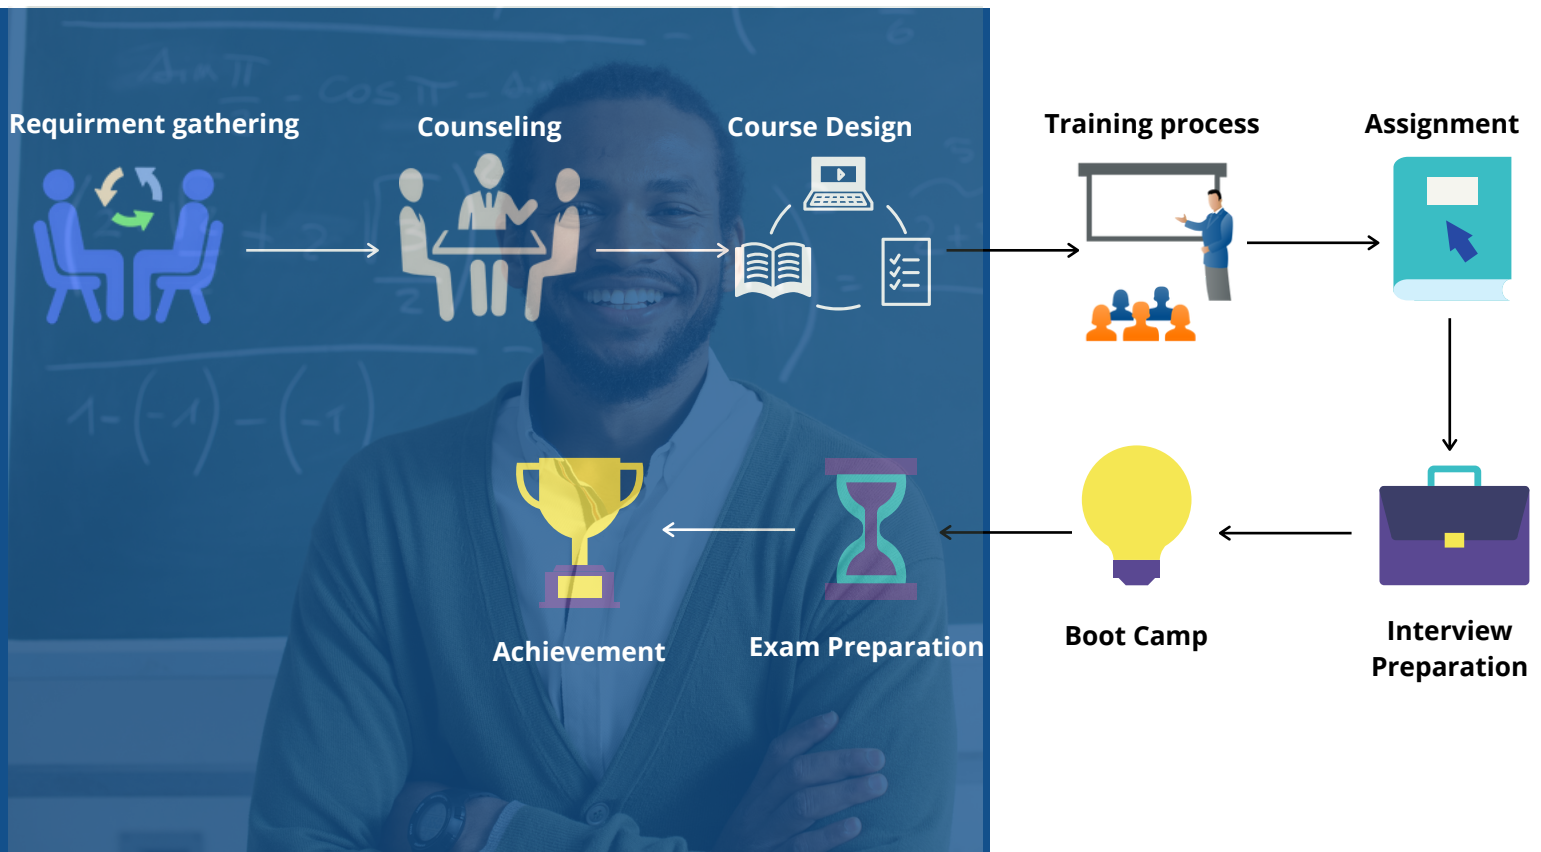 Requirment gathering
Counseling
Course Design
Training process
Assignment
Achievement
Exam Preparation
Boot Camp
Interview
Preparation